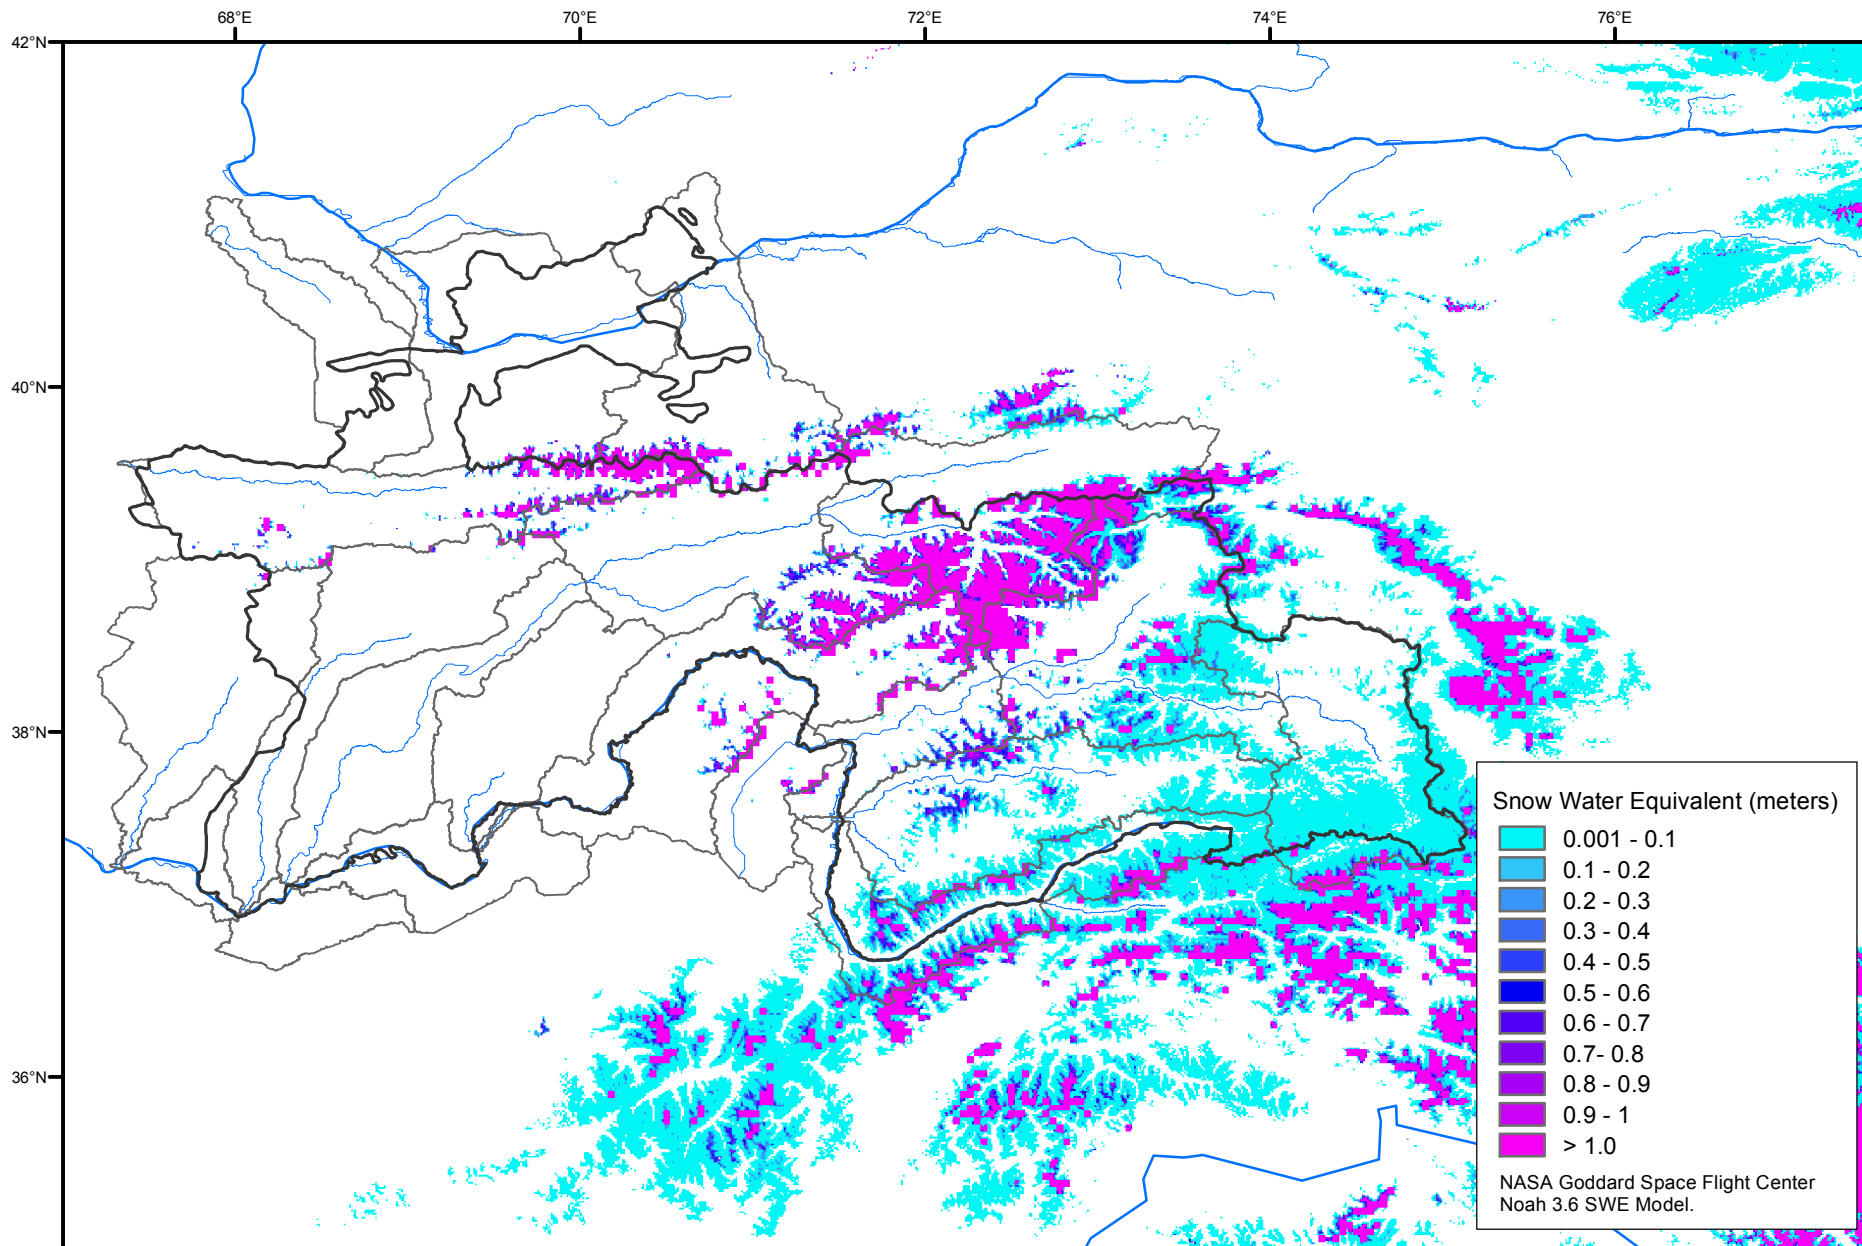 68°E 70°E 72°E 74°E 76°E
42°N
40°N
38°N
36°N
Snow Water Equivalent (meters)
0.001 - 0.1
0.1 - 0.2
0.2 - 0.3
0.3 - 0.4
0.4 - 0.5
0.5 - 0.6
0.6 - 0.7
0.7- 0.8
0.8 - 0.9
0.9 - 1
> 1.0
NASA Goddard Space Flight Center
Noah 3.6 SWE Model.